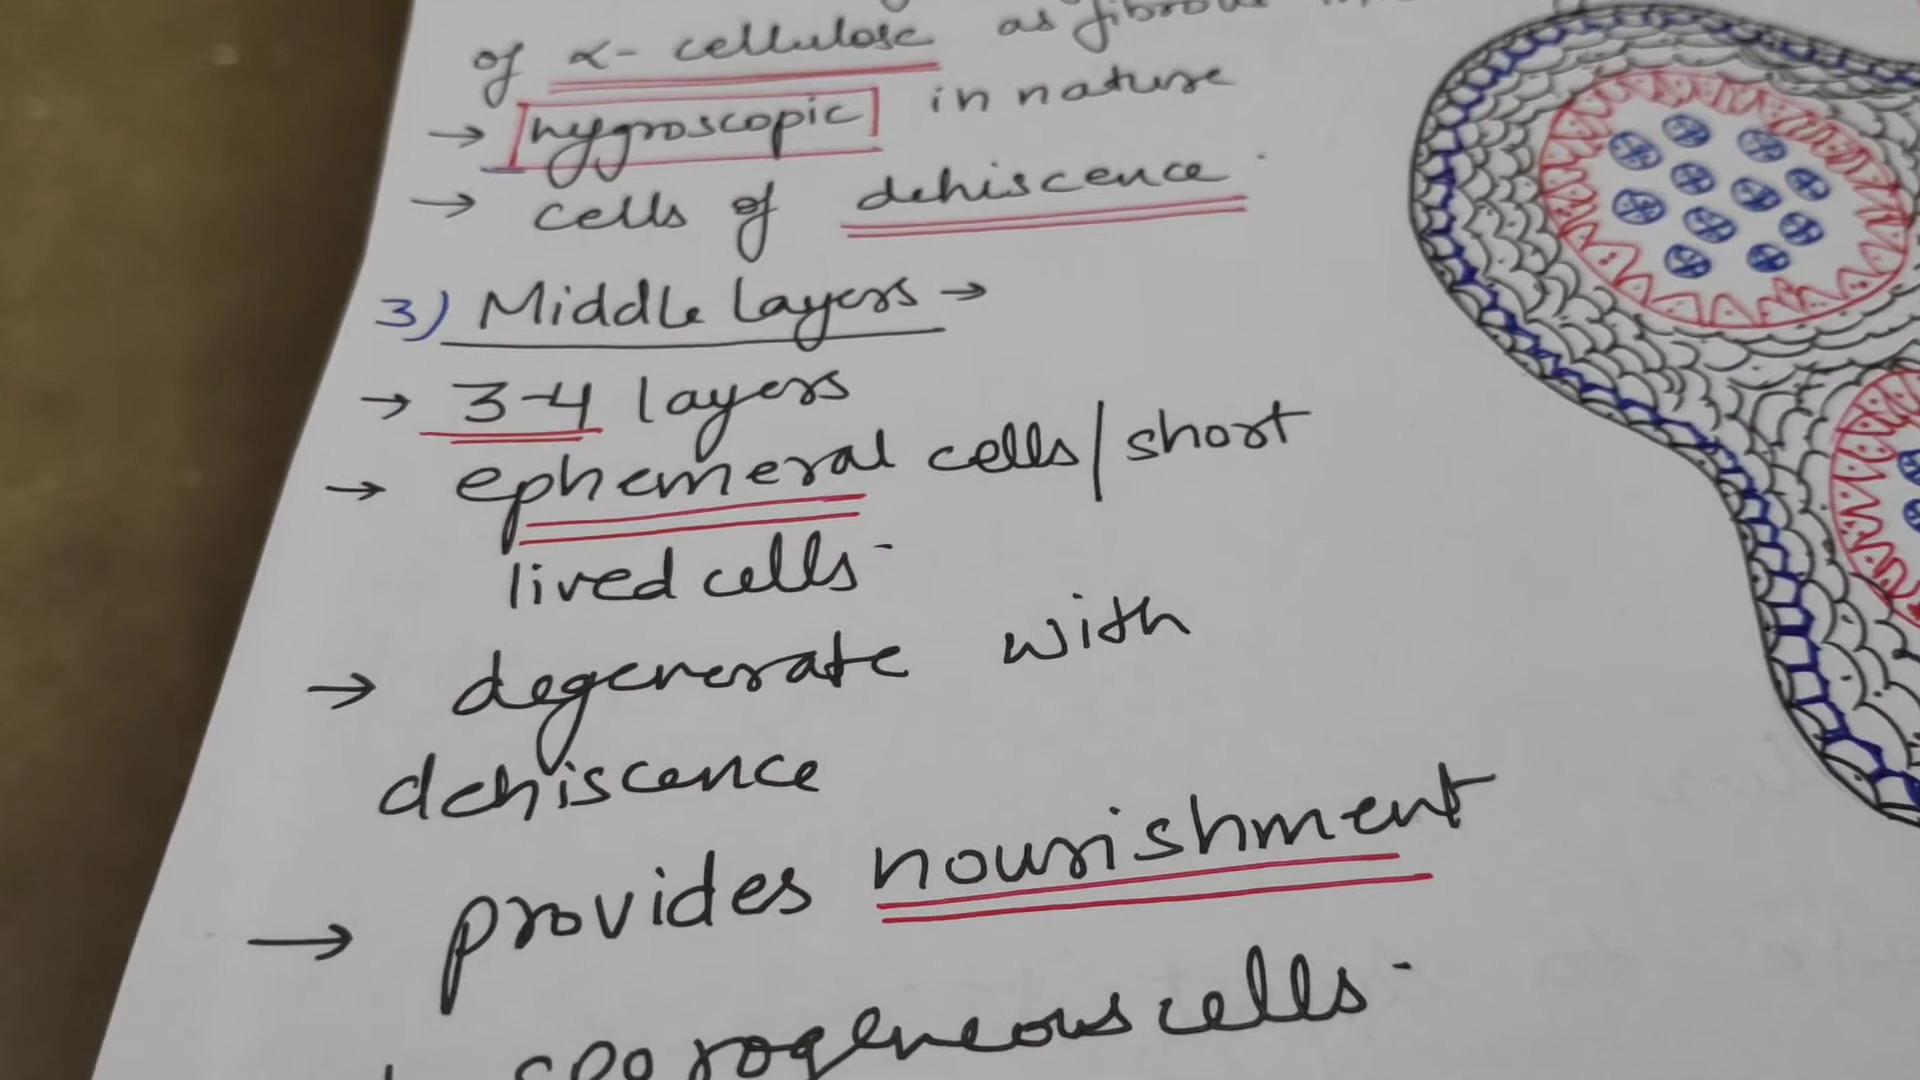 of α- cellulose as fibrous
→ hygroscopic in nature
→ cells of dehiscence
3) Middle Layers →
→ 3-4 layers
→ ephemeral cells/short
lived cells
→ degenerate with
dehiscence
→ provides nourishment
sporogeneous cells